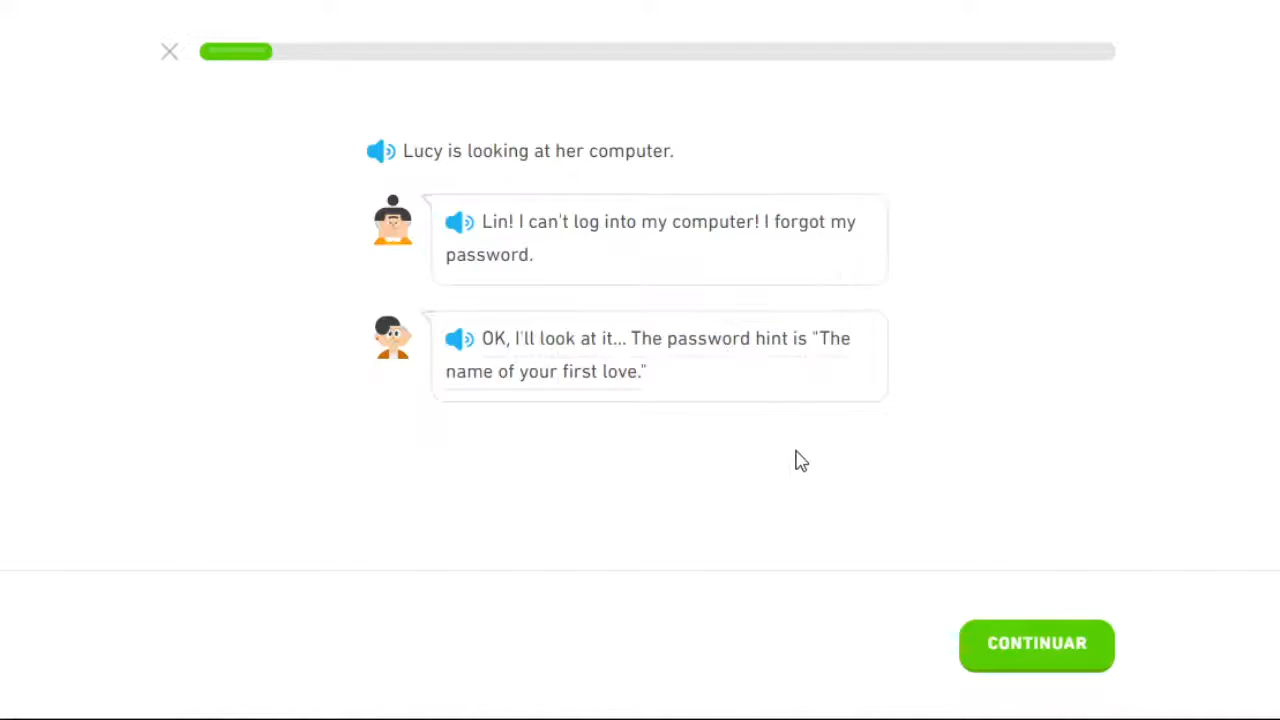 Lucy is looking at her computer.
Lin! I can't log into my computer! I forgot my
password.
OK, I'll look at it... The password hint is "The
name of your first love."
CONTINUAR